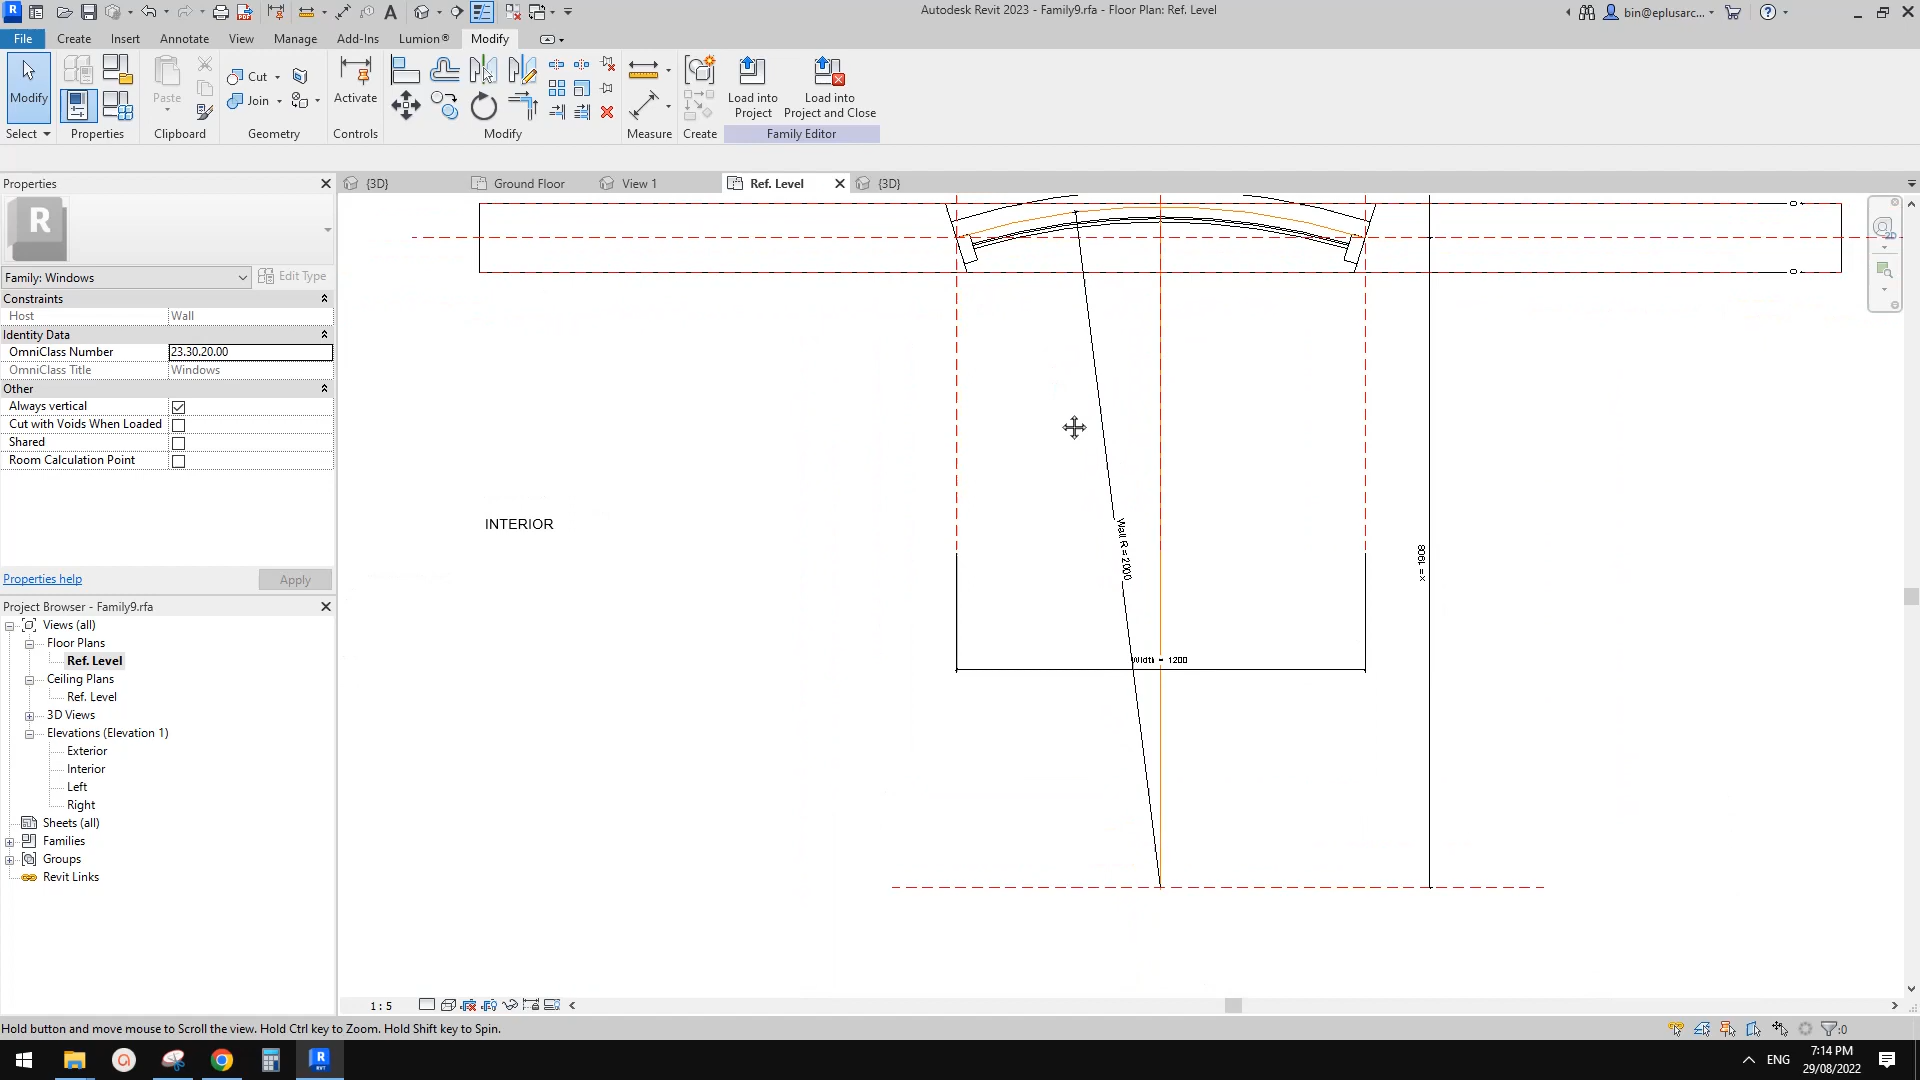 Autodesk Revit 2023 - Family9.rfa - Floor Plan: Ref. Level
bin@eplusarc...
File Create Insert Annotate View Manage Add-Ins Lumion® Modify
Modify
Paste
Cut
Join
Activate
Load into Project
Load into Project and Close
Select Properties Clipboard Geometry Controls Modify Measure Create Family Editor
Properties
{3D} Ground Floor View 1 Ref. Level {3D}
Family: Windows
Edit Type
Constraints
Host Wall
Identity Data
OmniClass Number 23.30.20.00
OmniClass Title Windows
Other
Always vertical
Cut with Voids When Loaded
Shared
Room Calculation Point
Properties help
Apply
INTERIOR
Wall R = 2000
x = 1908
Width = 1200
Project Browser - Family9.rfa
Views (all)
Floor Plans
Ref. Level
Ceiling Plans
Ref. Level
3D Views
Elevations (Elevation 1)
Exterior
Interior
Left
Right
Sheets (all)
Families
Groups
Revit Links
1 : 5
Hold button and move mouse to Scroll the view. Hold Ctrl key to Zoom. Hold Shift key to Spin.
:0
ENG
7:14 PM
29/08/2022